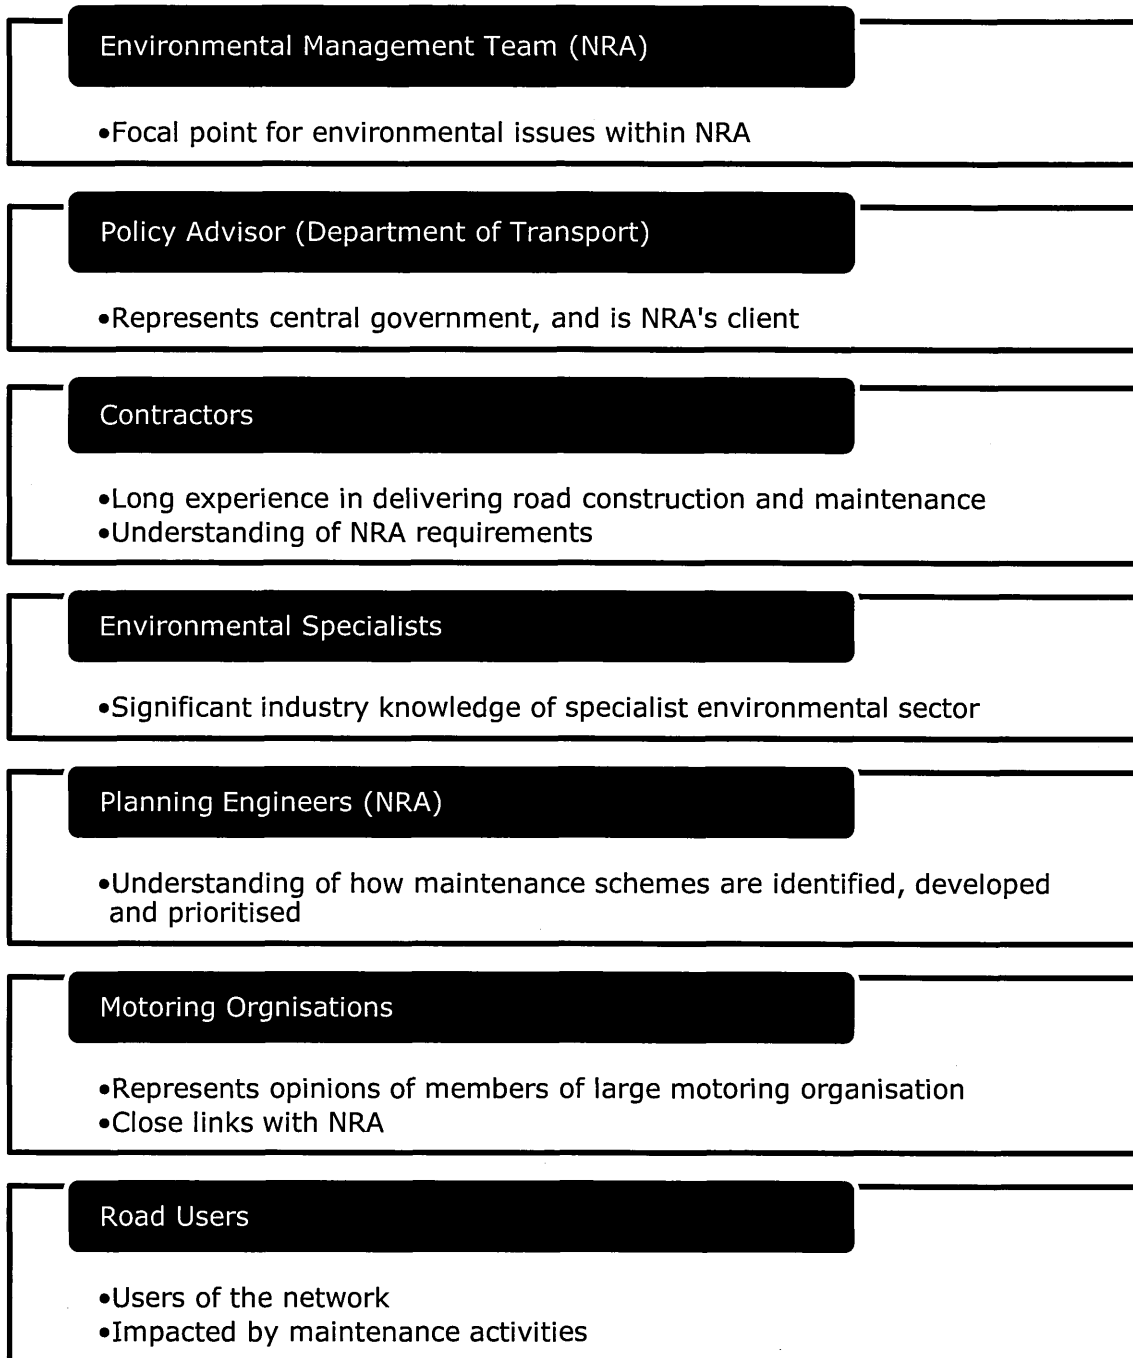 Environmental Management Team (NRA)
•Focal point for environmental issues within NRA
Policy Advisor (Department of Transport)
•Represents central government, and is NRA's client
Contractors
•Long experience in delivering road construction and maintenance
•Understanding of NRA requirements
Environmental Specialists
•Significant industry knowledge of specialist environmental sector
Planning Engineers (NRA)
•Understanding of how maintenance schemes are identified, developed
and prioritised
Motoring Orgnisations
•Represents opinions of members of large motoring organisation
•Close links with NRA
Road Users
•Users of the network
•Impacted by maintenance activities